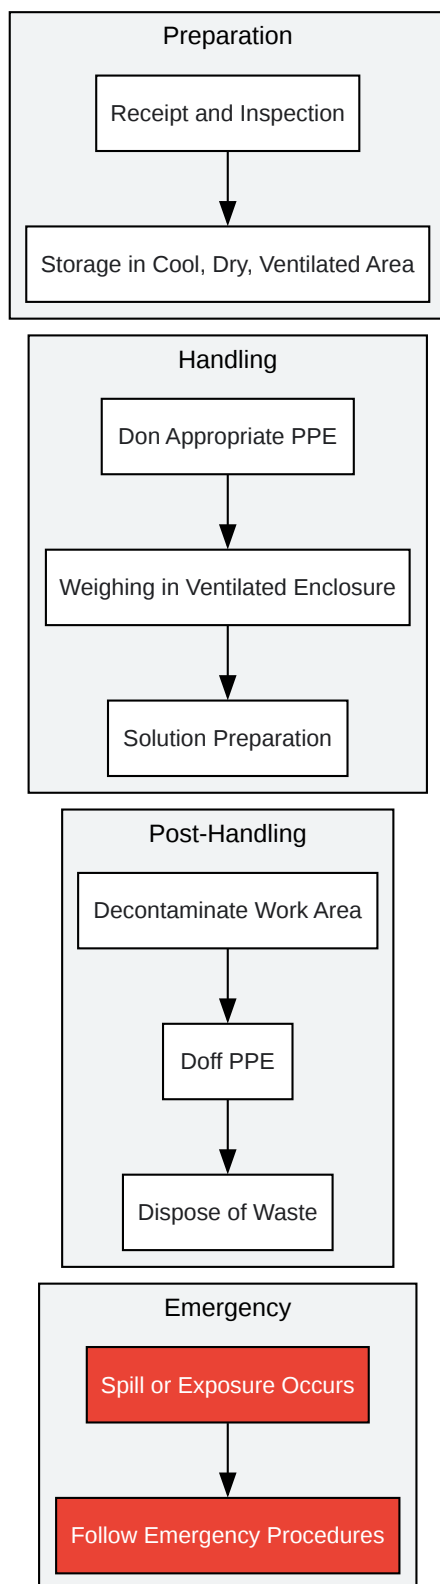 Preparation
Receipt and Inspection
Storage in Cool, Dry, Ventilated Area
Handling
Don Appropriate PPE
Weighing in Ventilated Enclosure
Solution Preparation
Post-Handling
Decontaminate Work Area
Doff PPE
Dispose of Waste
Emergency
Spill or Exposure Occurs
Follow Emergency Procedures